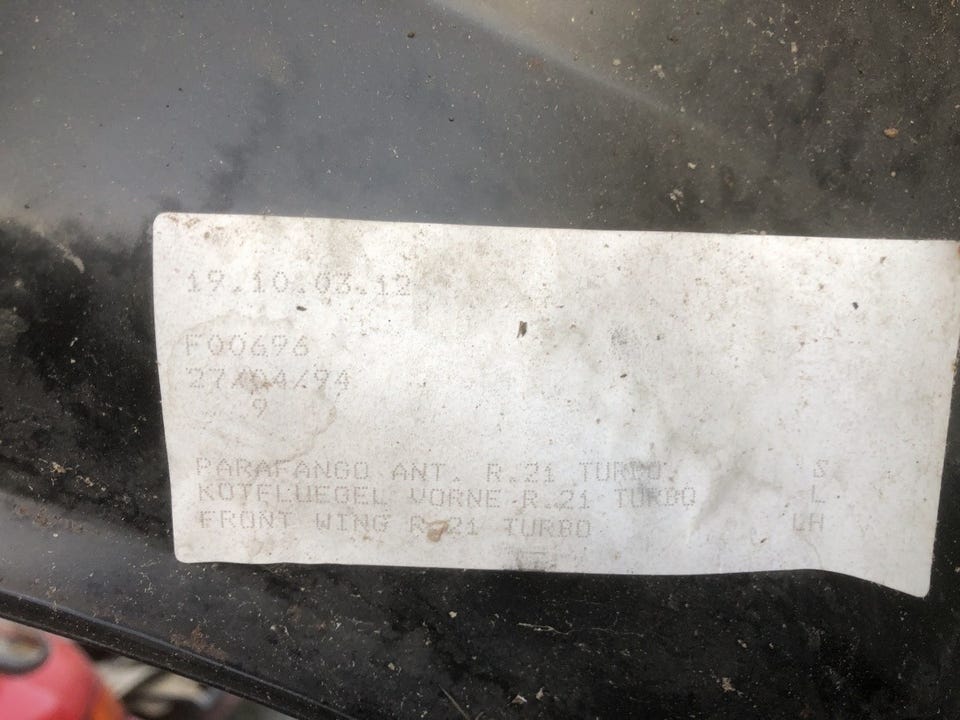 19.10.03.12
F00696
27/04/94
9
PARAFANGO ANT. R.21 TURBO. S
KOTFLUEGEL VORNE R.21 TURBO L
FRONT WING R.21 TURBO LH